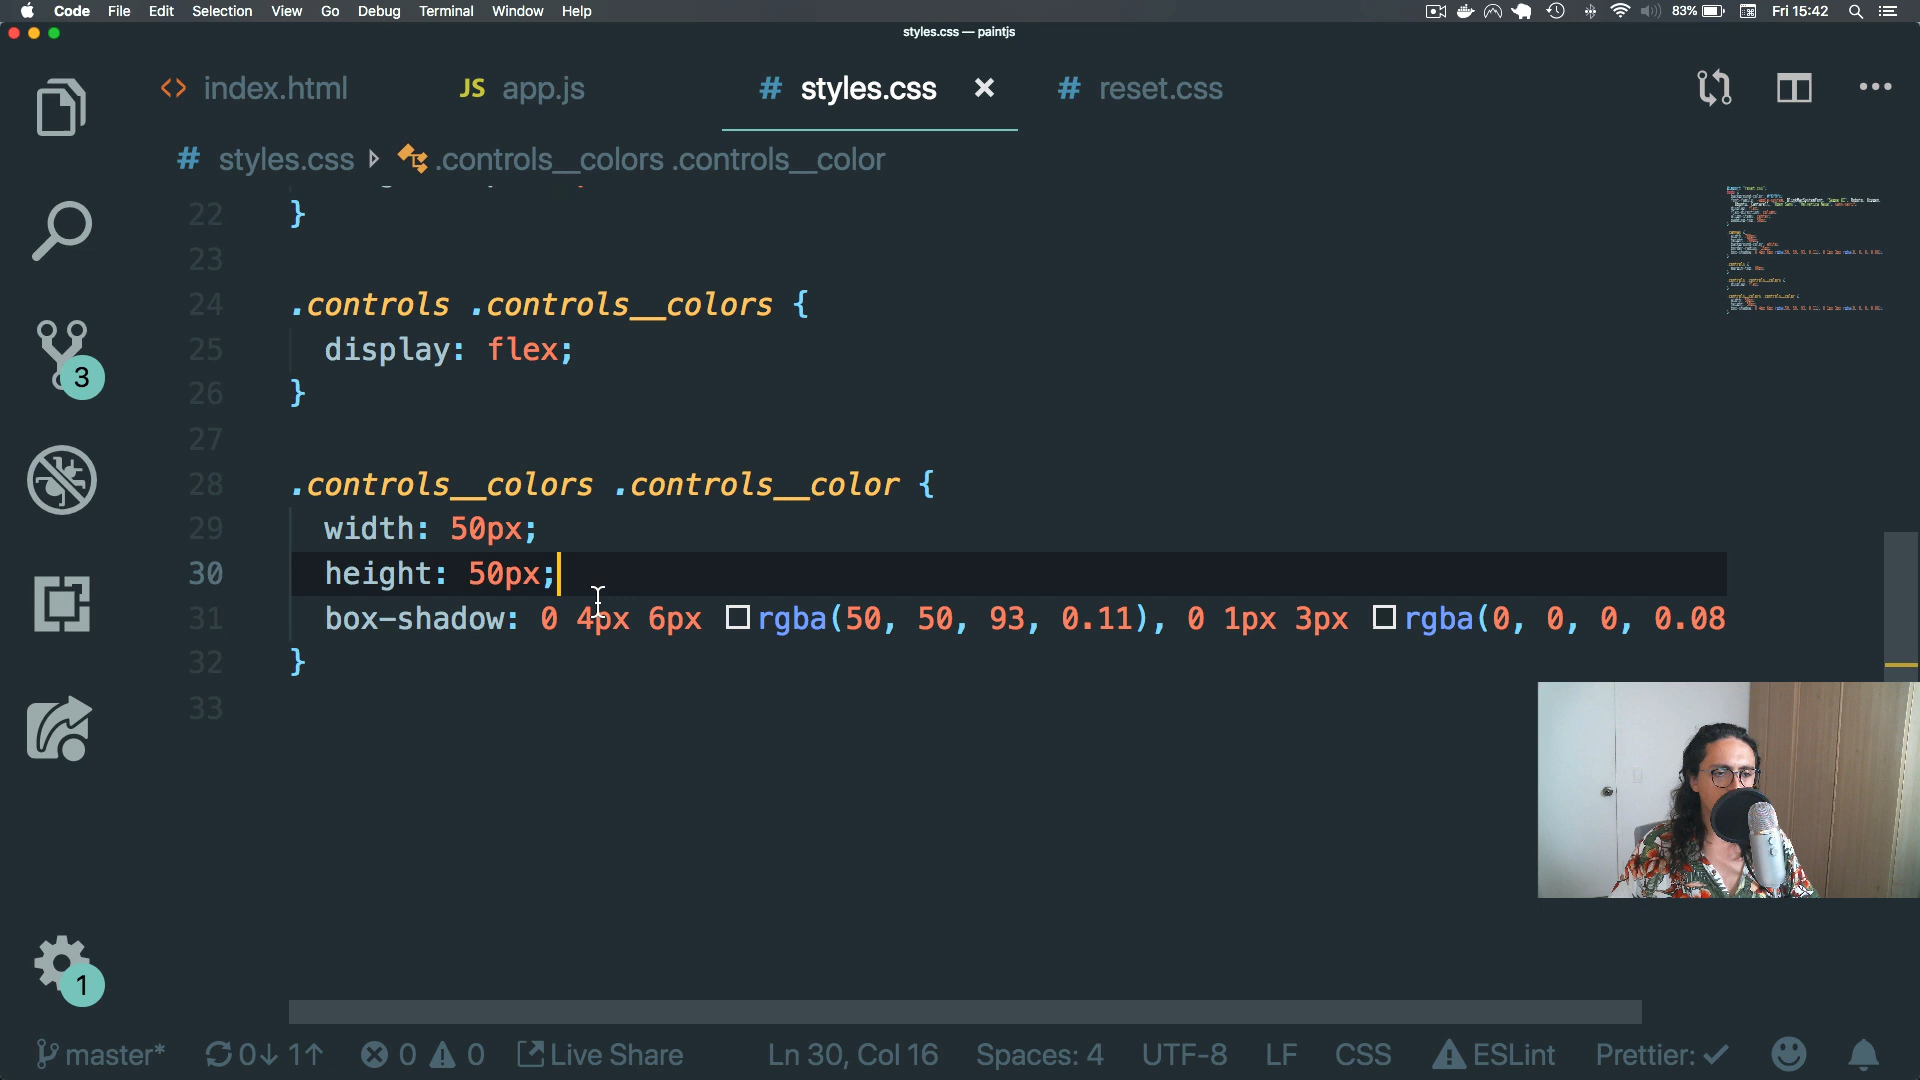 Code File Edit Selection View Go Debug Terminal Window Help 83% Fri 15:42
styles.css — paintjs
<> index.html JS app.js # styles.css × # reset.css
# styles.css .controls__colors .controls__color
22 }
23
24 .controls .controls__colors {
25 display: flex;
26 }
27
28 .controls__colors .controls__color {
29 width: 50px;
30 height: 50px;
31 box-shadow: 0 4px 6px rgba(50, 50, 93, 0.11), 0 1px 3px rgba(0, 0, 0, 0.08
32 }
33
3
1
master* 0↓ 1↑ 0 0 Live Share Ln 30, Col 16 Spaces: 4 UTF-8 LF CSS ESLint Prettier: ✓